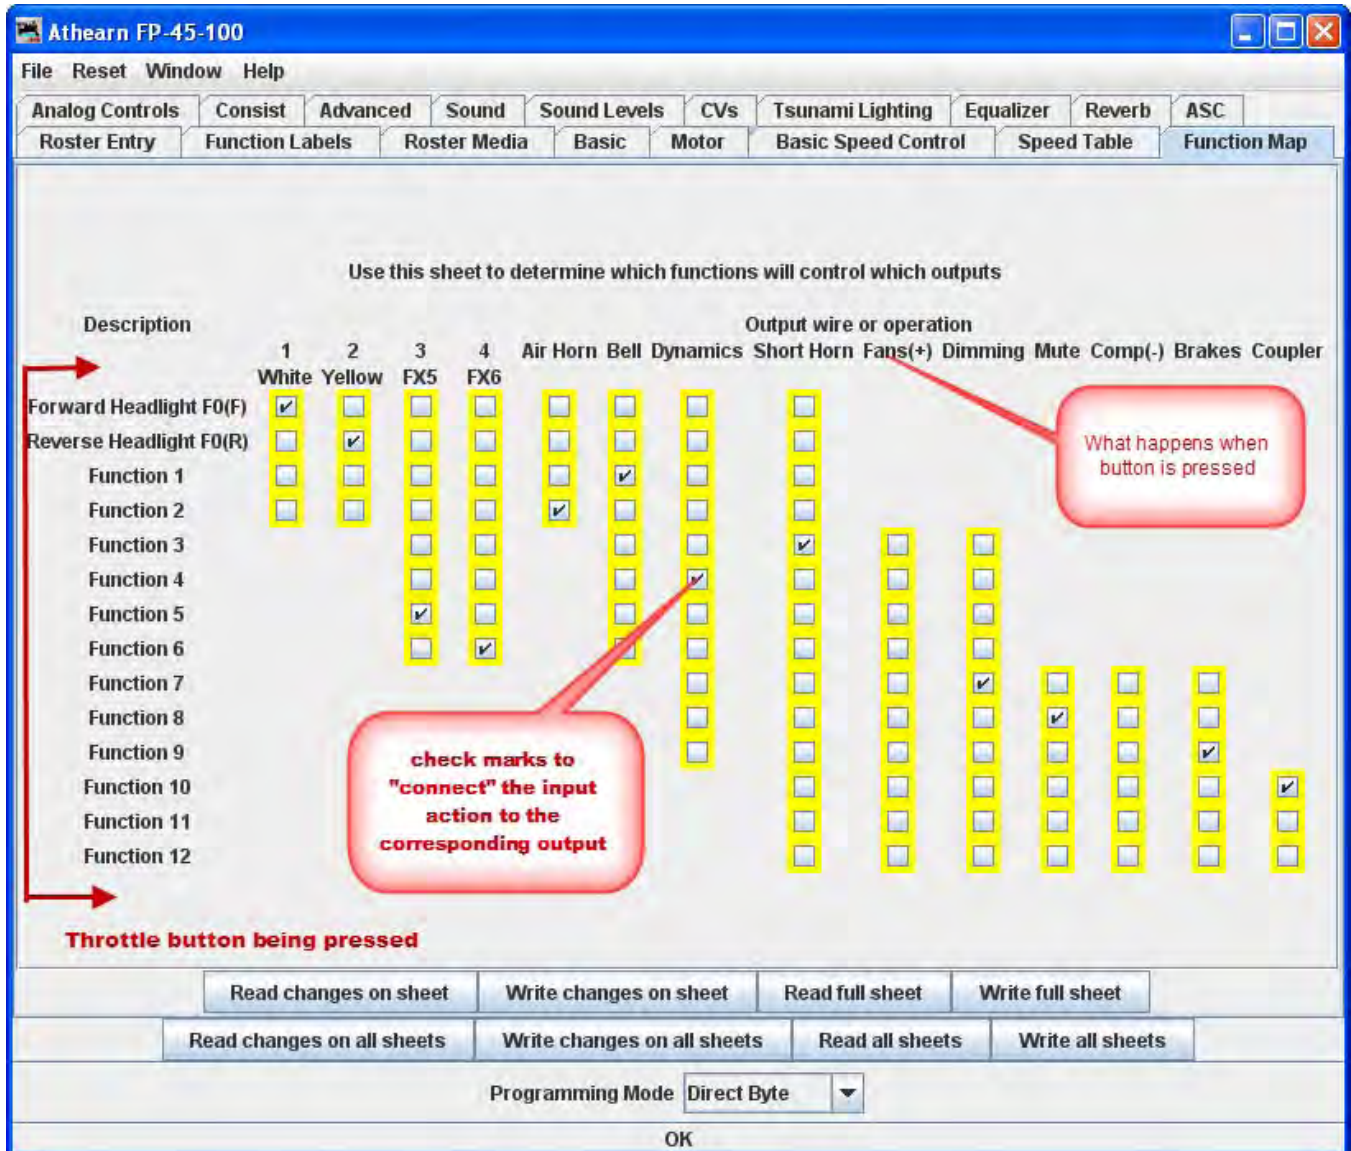 Athearn FP-45-100
File Reset Window Help
Analog Controls Consist Advanced Sound Sound Levels CVs Tsunami Lighting Equalizer Reverb ASC
Roster Entry Function Labels Roster Media Basic Motor Basic Speed Control Speed Table Function Map
Use this sheet to determine which functions will control which outputs
Description Output wire or operation
1 2 3 4 Air Horn Bell Dynamics Short Horn Fans(+) Dimming Mute Comp(-) Brakes Coupler
White Yellow FX5 FX6
Forward Headlight F0(F)
Reverse Headlight F0(R)
Function 1
Function 2
Function 3
Function 4
Function 5
Function 6
Function 7
Function 8
Function 9
Function 10
Function 11
Function 12
What happens when
button is pressed
check marks to
"connect" the input
action to the
corresponding output
Throttle button being pressed
Read changes on sheet Write changes on sheet Read full sheet Write full sheet
Read changes on all sheets Write changes on all sheets Read all sheets Write all sheets
Programming Mode Direct Byte
OK